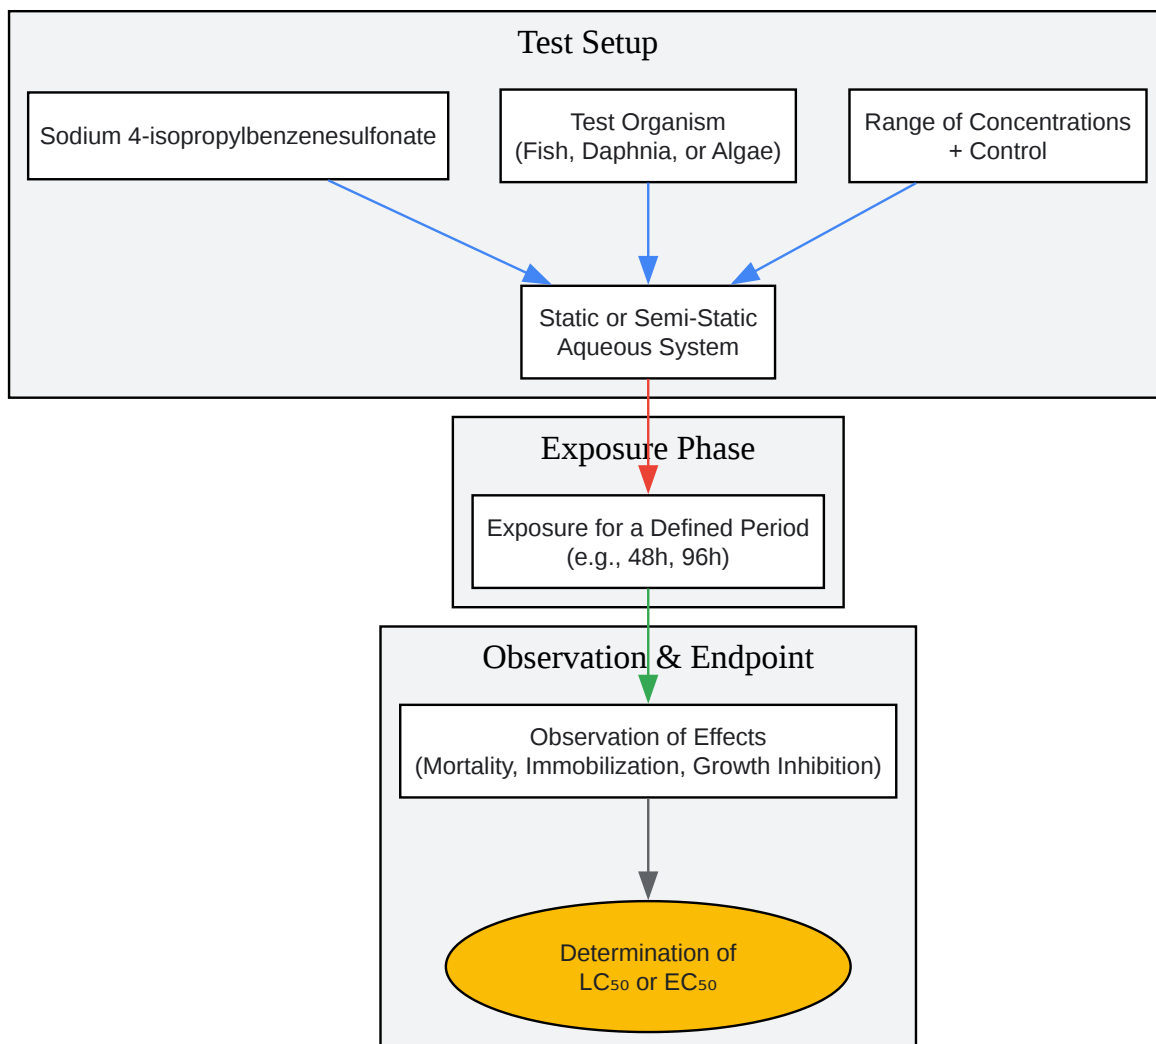 Test Setup
Sodium 4-isopropylbenzenesulfonate
Test Organism
(Fish, Daphnia, or Algae)
Range of Concentrations
+ Control
Static or Semi-Static
Aqueous System
Exposure Phase
Exposure for a Defined Period
(e.g., 48h, 96h)
Observation & Endpoint
Observation of Effects
(Mortality, Immobilization, Growth Inhibition)
Determination of
LC₅₀ or EC₅₀